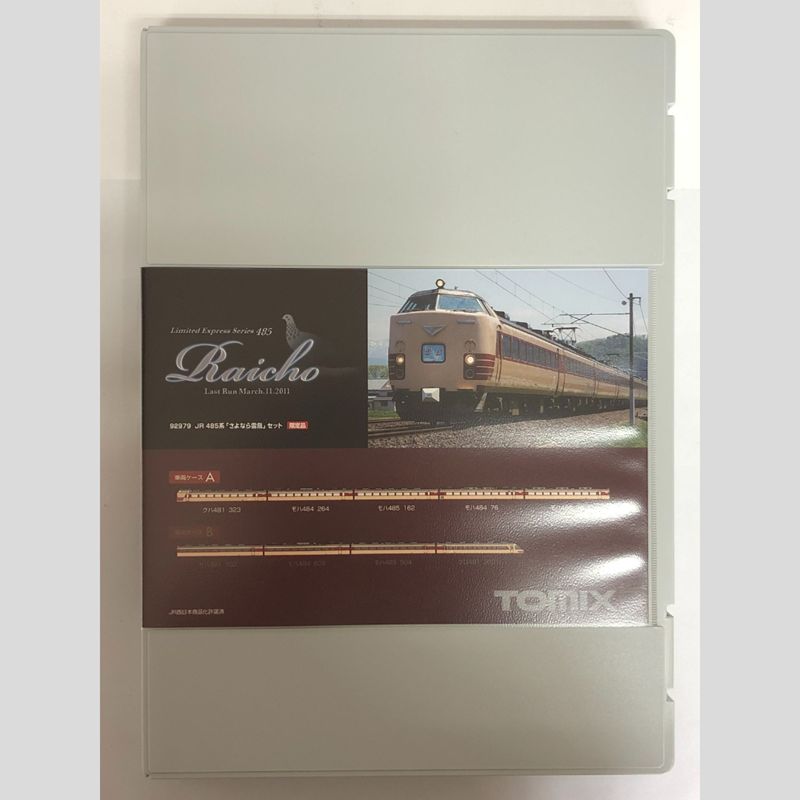 Limited Express Series 485
Raicho
Last Run March.11.2011
92979 JR 485系「さよなら雷鳥」セット 限定品
車両ケース A
クハ481 323 モハ484 264 モハ485 162 モハ484 76
B
TOMIX
JR西日本商品化許諾済